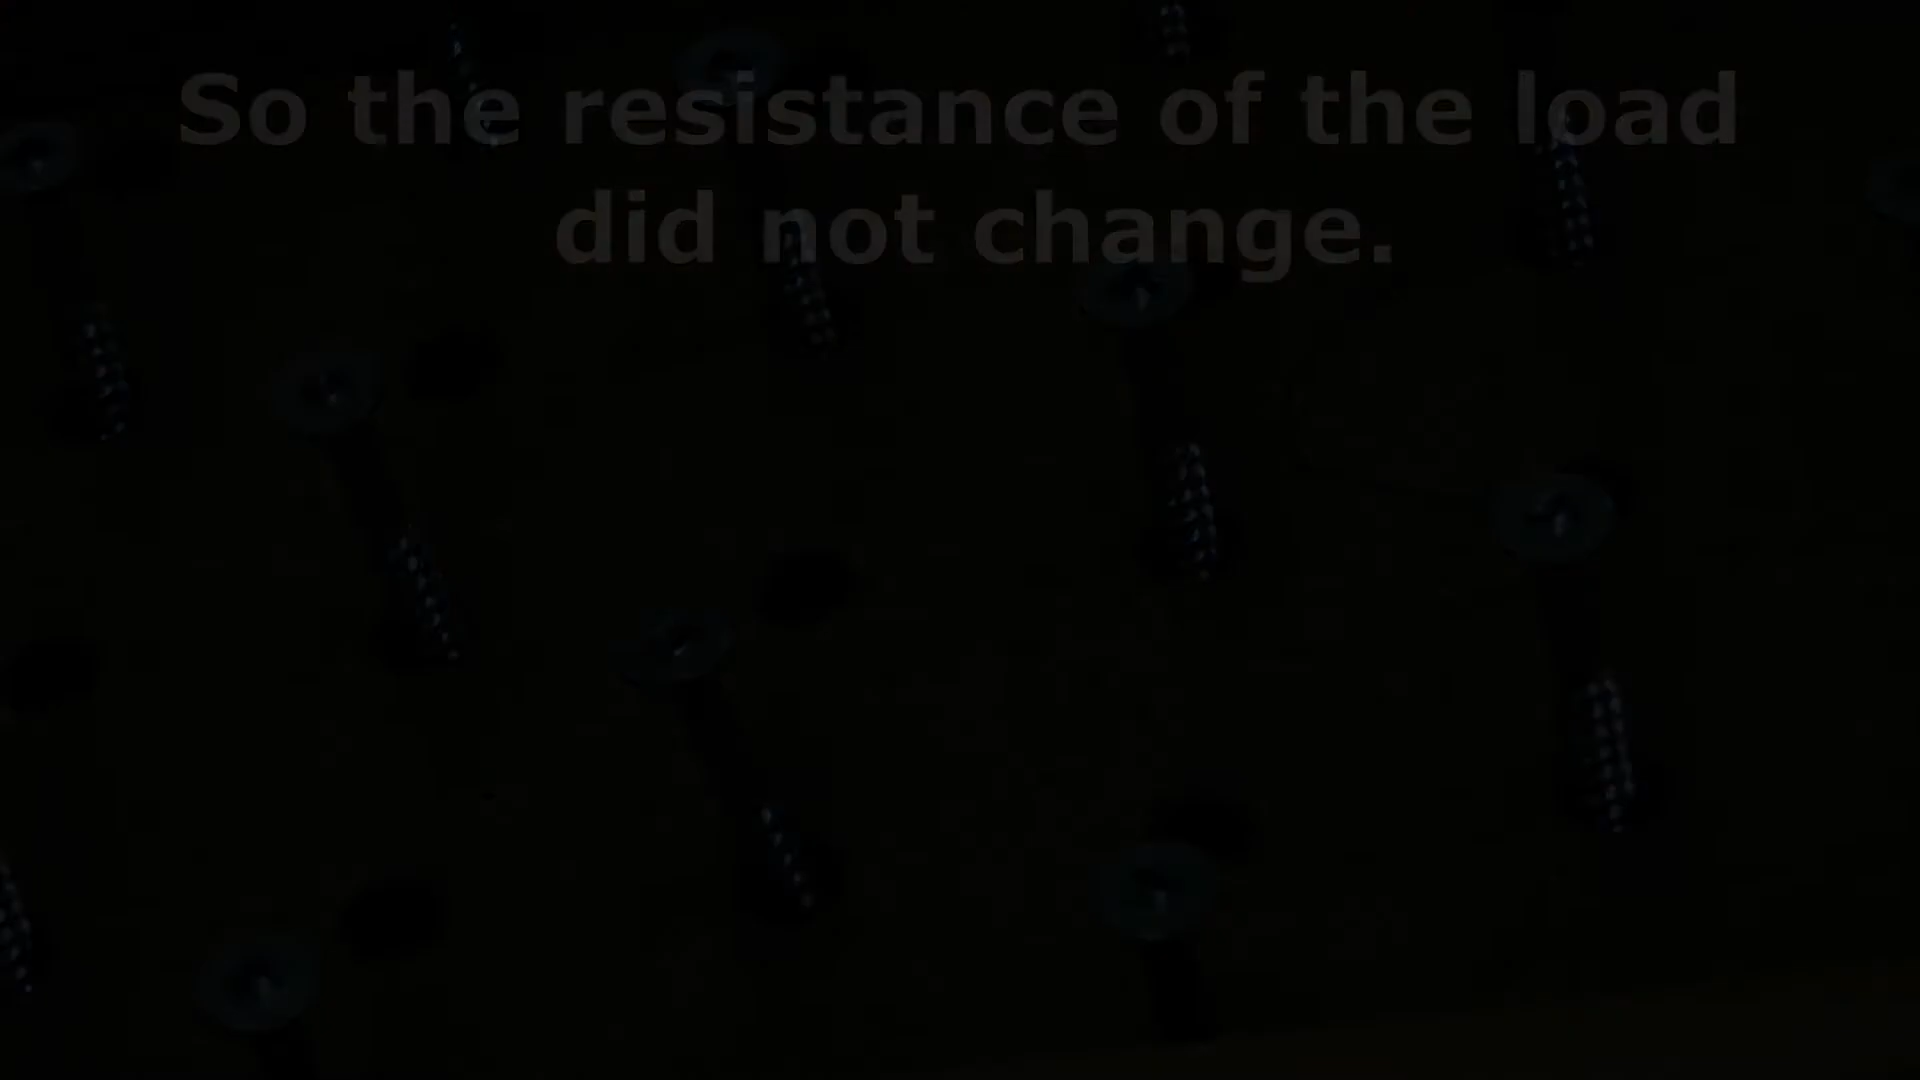 So the resistance of the load
did not change.